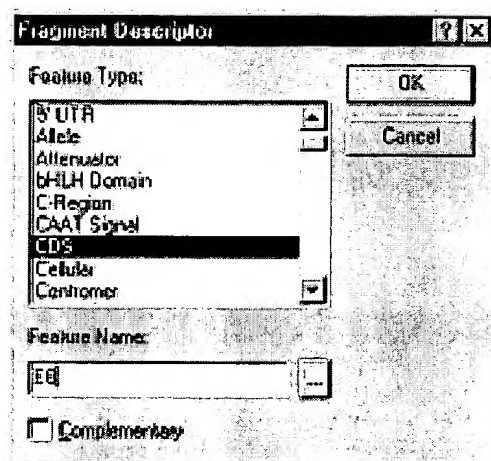 Fragment Descriptor
Feature Type:
OK
Cancel
5' UTR
Allele
Attenuator
bHLH Domain
C-Region
CAAT Signal
CDS
Cellular
Centromer
Feature Name:
...
Complementary